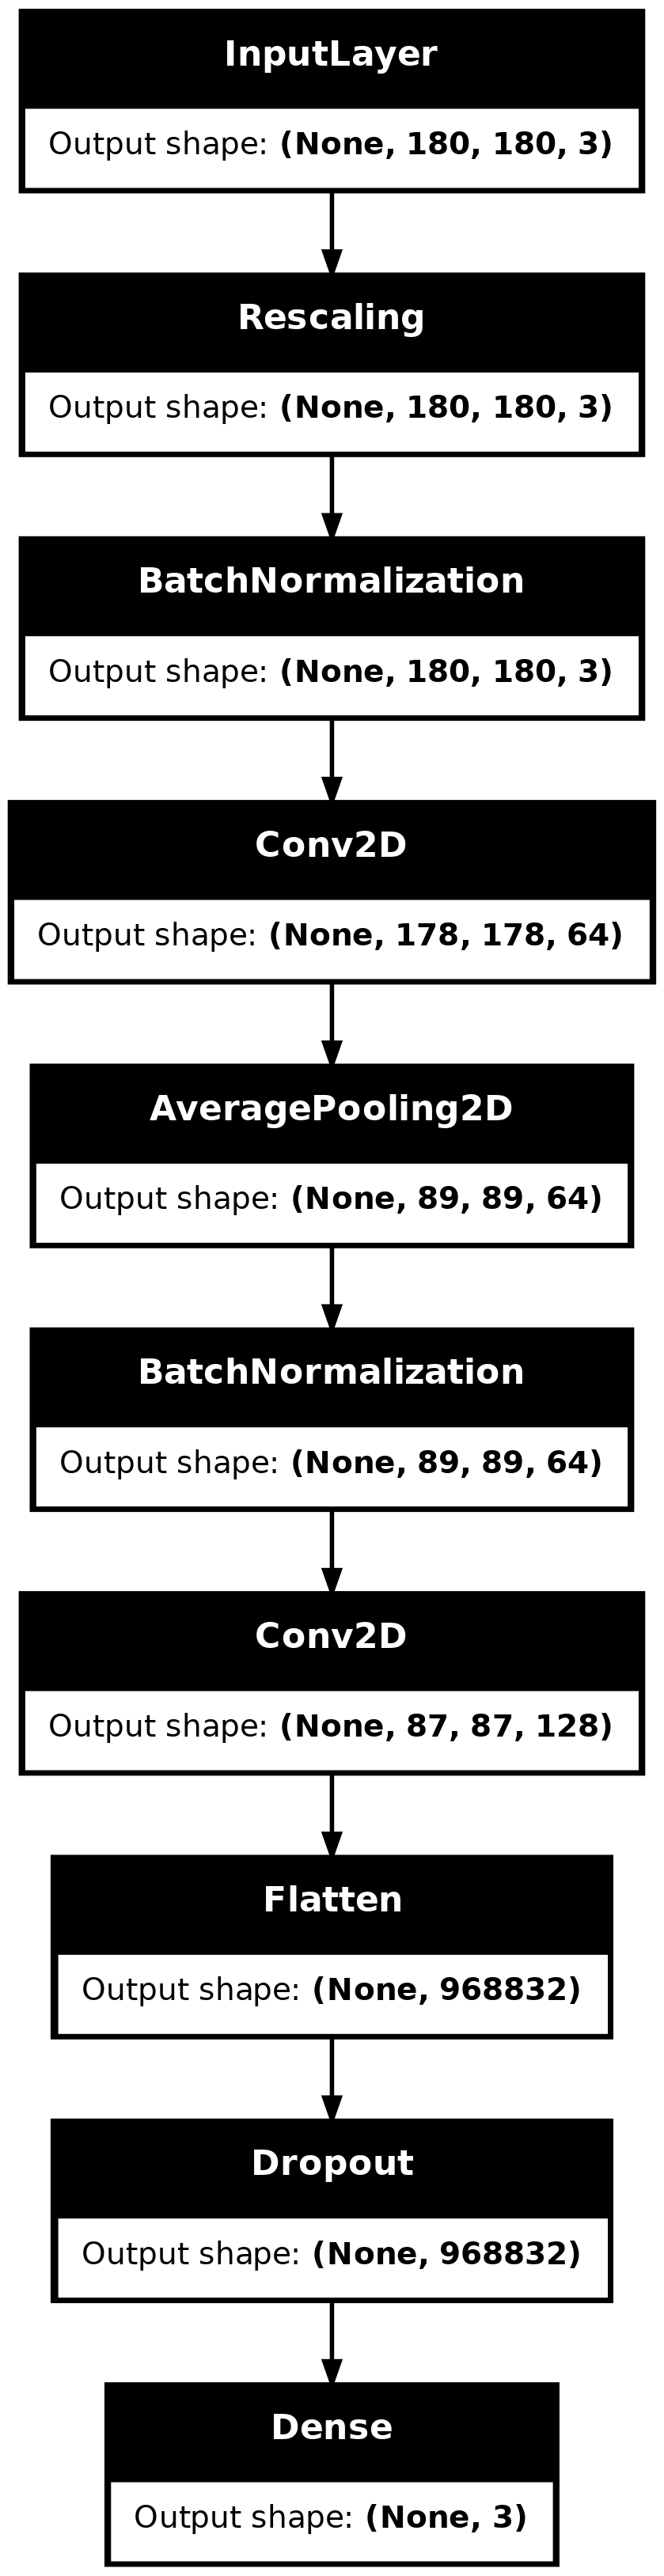 InputLayer
Output shape: (None, 180, 180, 3)
Rescaling
Output shape: (None, 180, 180, 3)
BatchNormalization
Output shape: (None, 180, 180, 3)
Conv2D
Output shape: (None, 178, 178, 64)
AveragePooling2D
Output shape: (None, 89, 89, 64)
BatchNormalization
Output shape: (None, 89, 89, 64)
Conv2D
Output shape: (None, 87, 87, 128)
Flatten
Output shape: (None, 968832)
Dropout
Output shape: (None, 968832)
Dense
Output shape: (None, 3)